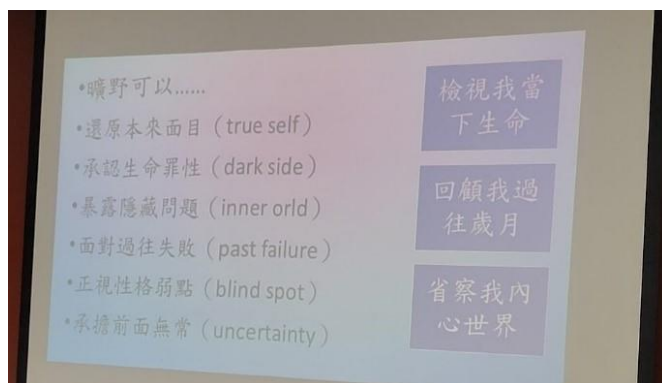 •曠野可以……
•還原本來面目（true self）
•承認生命罪性（dark side）
•暴露隱藏問題（inner orld）
•面對過往失敗（past failure）
•正視性格弱點（blind spot）
•承擔前面無常（uncertainty）
檢視我當
下生命
回顧我過
往歲月
省察我內
心世界